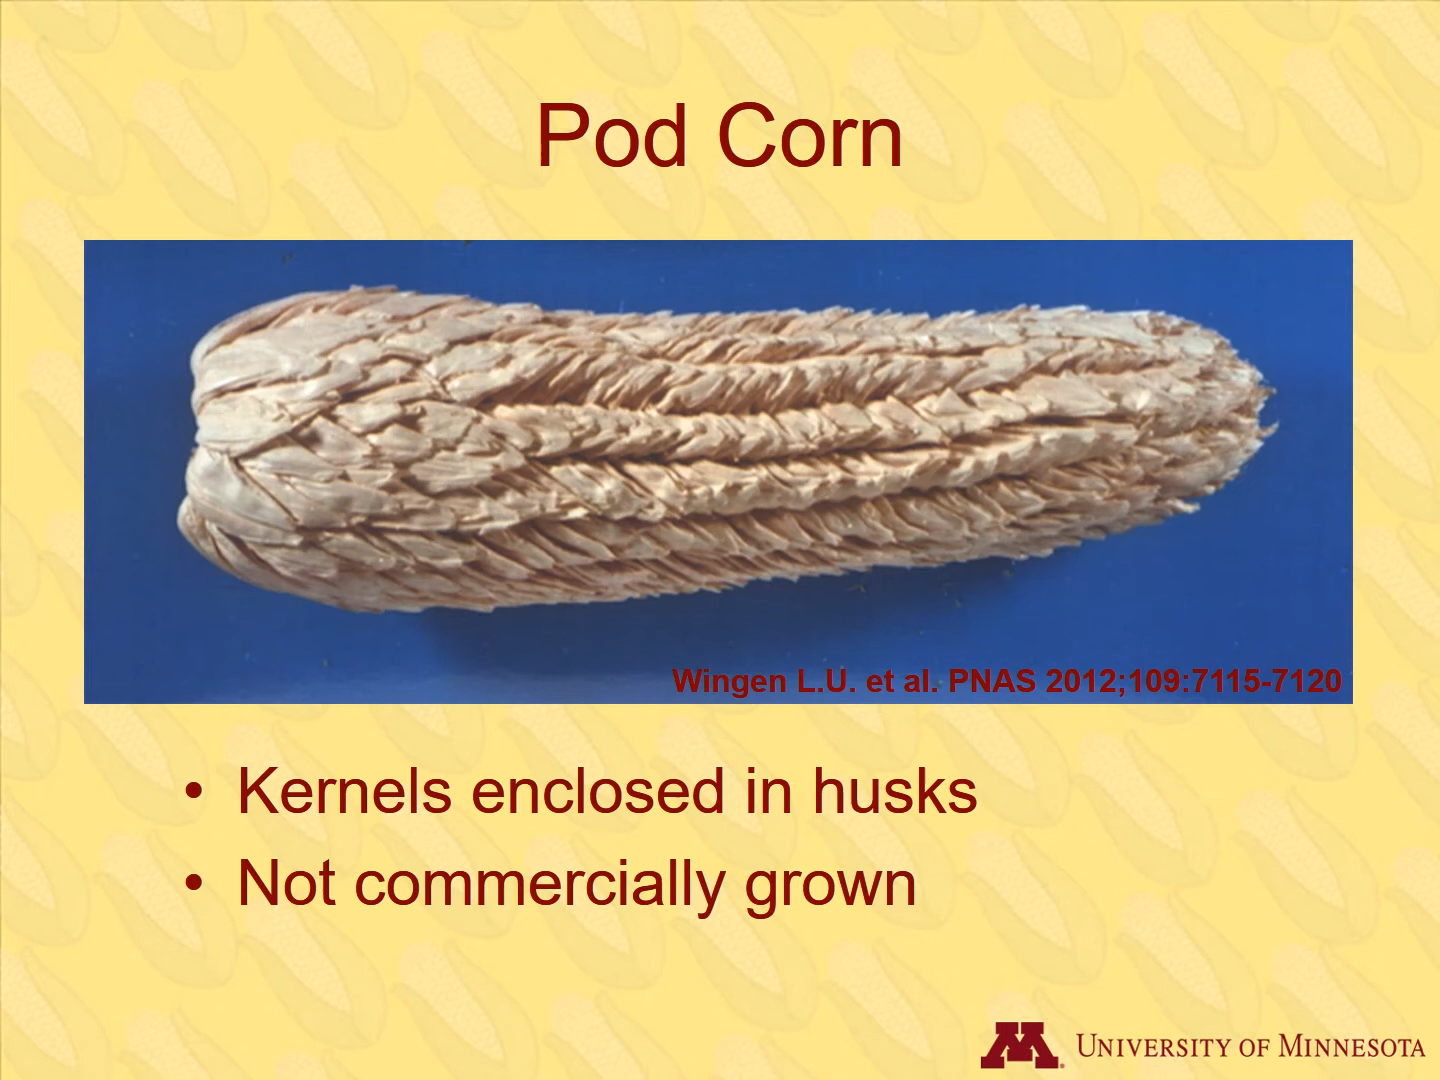 Pod Corn
Wingen L.U. et al. PNAS 2012;109:7115-7120
• Kernels enclosed in husks
• Not commercially grown
M
UNIVERSITY OF MINNESOTA